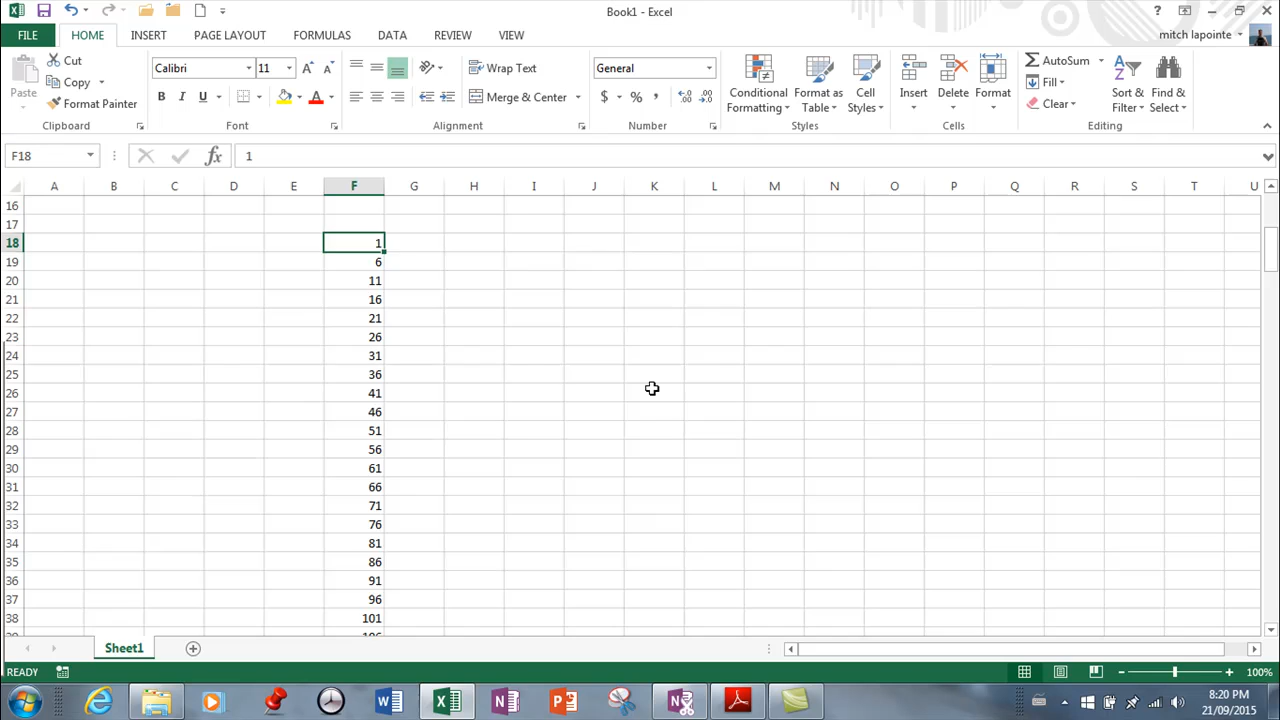 Book1 - Excel
FILE HOME INSERT PAGE LAYOUT FORMULAS DATA REVIEW VIEW mitch lapointe
Paste Cut Copy Format Painter Clipboard
Calibri 11 B I U A A A Font
Wrap Text Merge & Center Alignment
General $ % , Number
Conditional Formatting Format as Table Cell Styles Styles
Insert Delete Format Cells
AutoSum Fill Clear Sort & Filter Find & Select Editing
F18 fx 1
A B C D E F G H I J K L M N O P Q R S T U
16
17
18 1
19 6
20 11
21 16
22 21
23 26
24 31
25 36
26 41
27 46
28 51
29 56
30 61
31 66
32 71
33 76
34 81
35 86
36 91
37 96
38 101
Sheet1
READY 100%
8:20 PM
21/09/2015